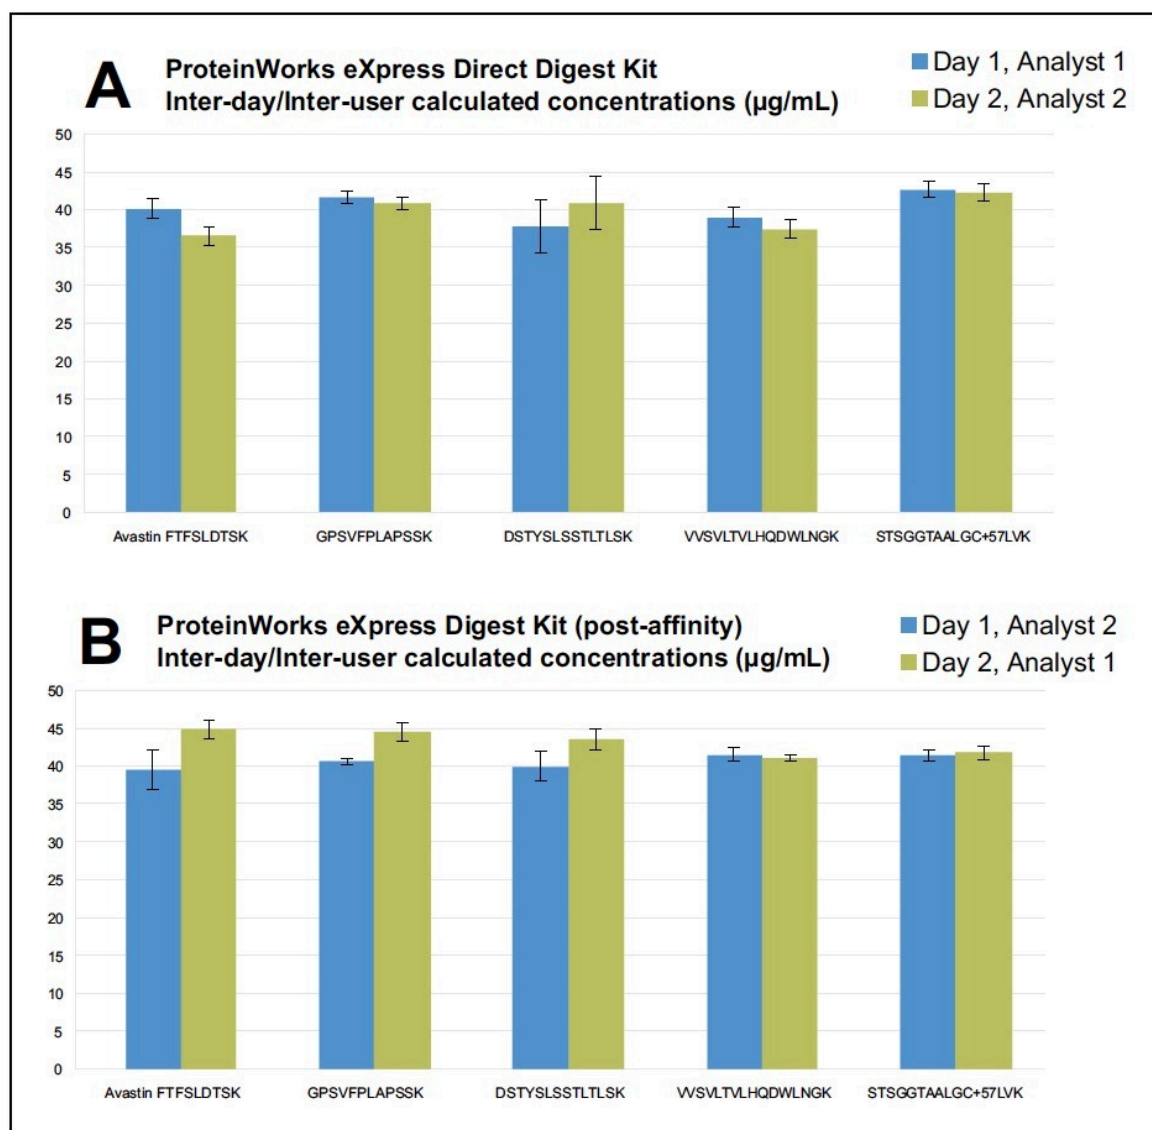 A
ProteinWorks eXpress Direct Digest Kit
Inter-day/Inter-user calculated concentrations (µg/mL)
Day 1, Analyst 1
Day 2, Analyst 2
50
45
40
35
30
25
20
15
10
5
0
Avastin FTFSLDTSK
GPSVFPLAPSSK
DSTYSLSSTLTLSK
VVSVLTVLHQDWLNGK
STSGGTAALGC+57LVK
B
ProteinWorks eXpress Digest Kit (post-affinity)
Inter-day/Inter-user calculated concentrations (µg/mL)
Day 1, Analyst 2
Day 2, Analyst 1
50
45
40
35
30
25
20
15
10
5
0
Avastin FTFSLDTSK
GPSVFPLAPSSK
DSTYSLSSTLTLSK
VVSVLTVLHQDWLNGK
STSGGTAALGC+57LVK